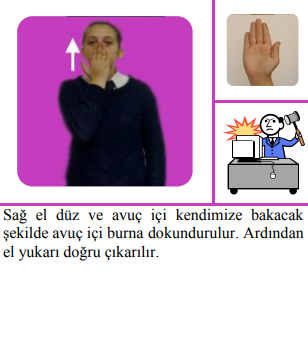 Sağ el düz ve avuç içi kendimize bakacak
şekilde avuç içi burna dokundurulur. Ardından
el yukarı doğru çıkarılır.